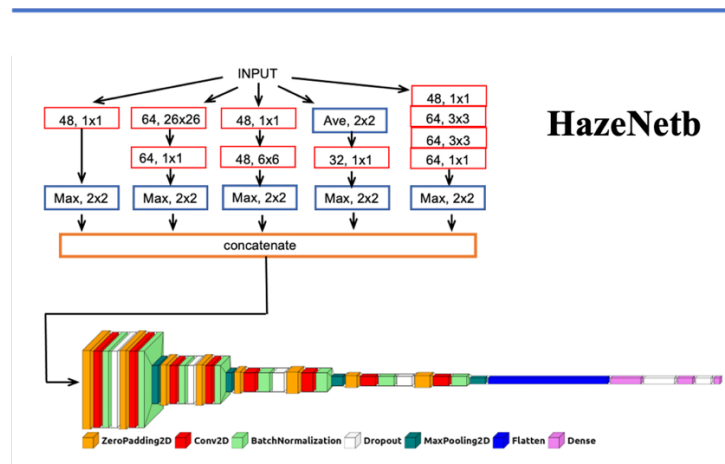 INPUT
HazeNetb
48, 1x1
64, 26x26
48, 1x1
Ave, 2x2
48, 1x1
64, 3x3
64, 3x3
64, 1x1
64, 1x1
48, 6x6
32, 1x1
Max, 2x2
Max, 2x2
Max, 2x2
Max, 2x2
Max, 2x2
concatenate
ZeroPadding2D Conv2D BatchNormalization Dropout MaxPooling2D Flatten Dense